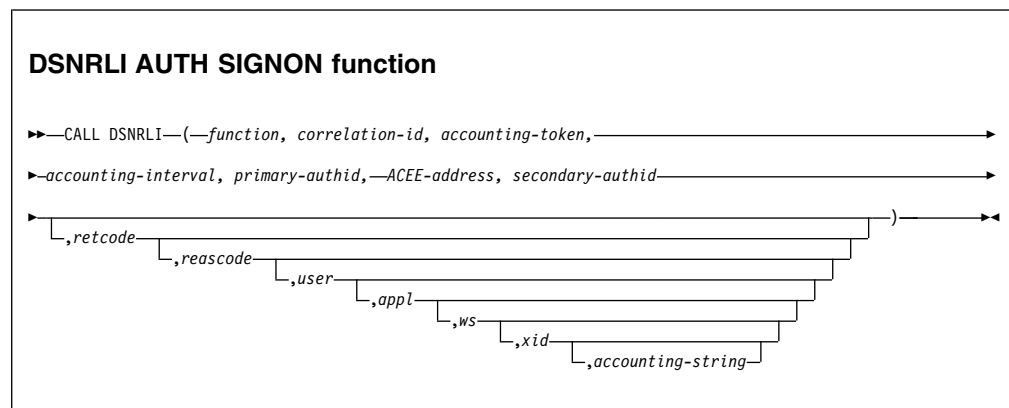 DSNRLI AUTH SIGNON function
CALL DSNRLI ( function, correlation-id, accounting-token,
accounting-interval, primary-authid, ACEE-address, secondary-authid
)
,retcode
,reascode
,user
,appl
,ws
,xid
,accounting-string